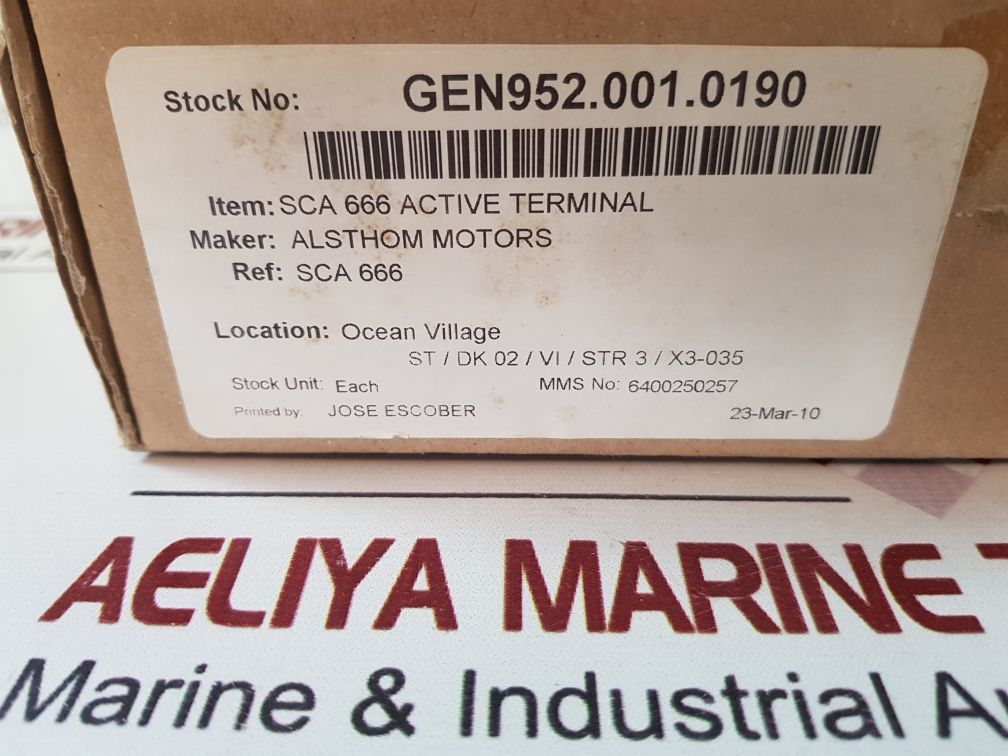 Stock No: GEN952.001.0190
Item: SCA 666 ACTIVE TERMINAL
Maker: ALSTHOM MOTORS
Ref: SCA 666
Location: Ocean Village
ST / DK 02 / VI / STR 3 / X3-035
Stock Unit: Each MMS No: 6400250257
Printed by: JOSE ESCOBER 23-Mar-10
AELIYA MARINE
Marine & Industrial